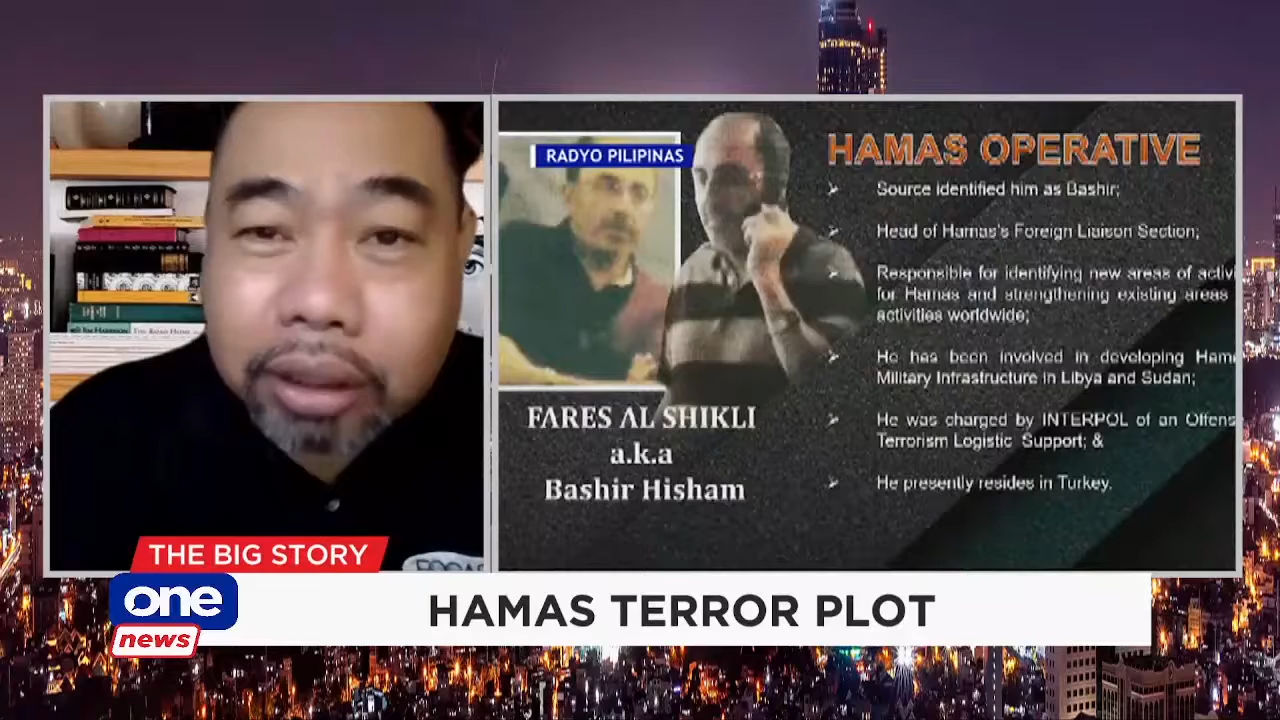 RADYO PILIPINAS
FARES AL SHIKLI
a.k.a
Bashir Hisham
HAMAS OPERATIVE
Source identified him as Bashir;
Head of Hamas's Foreign Liaison Section;
Responsible for identifying new areas of activi
for Hamas and strengthening existing areas
activities worldwide;
He has been involved in developing Ham
Military Infrastructure in Libya and Sudan;
He was charged by INTERPOL of an Offens
Terrorism Logistic Support; &
He presently resides in Turkey.
THE BIG STORY
one
news
HAMAS TERROR PLOT